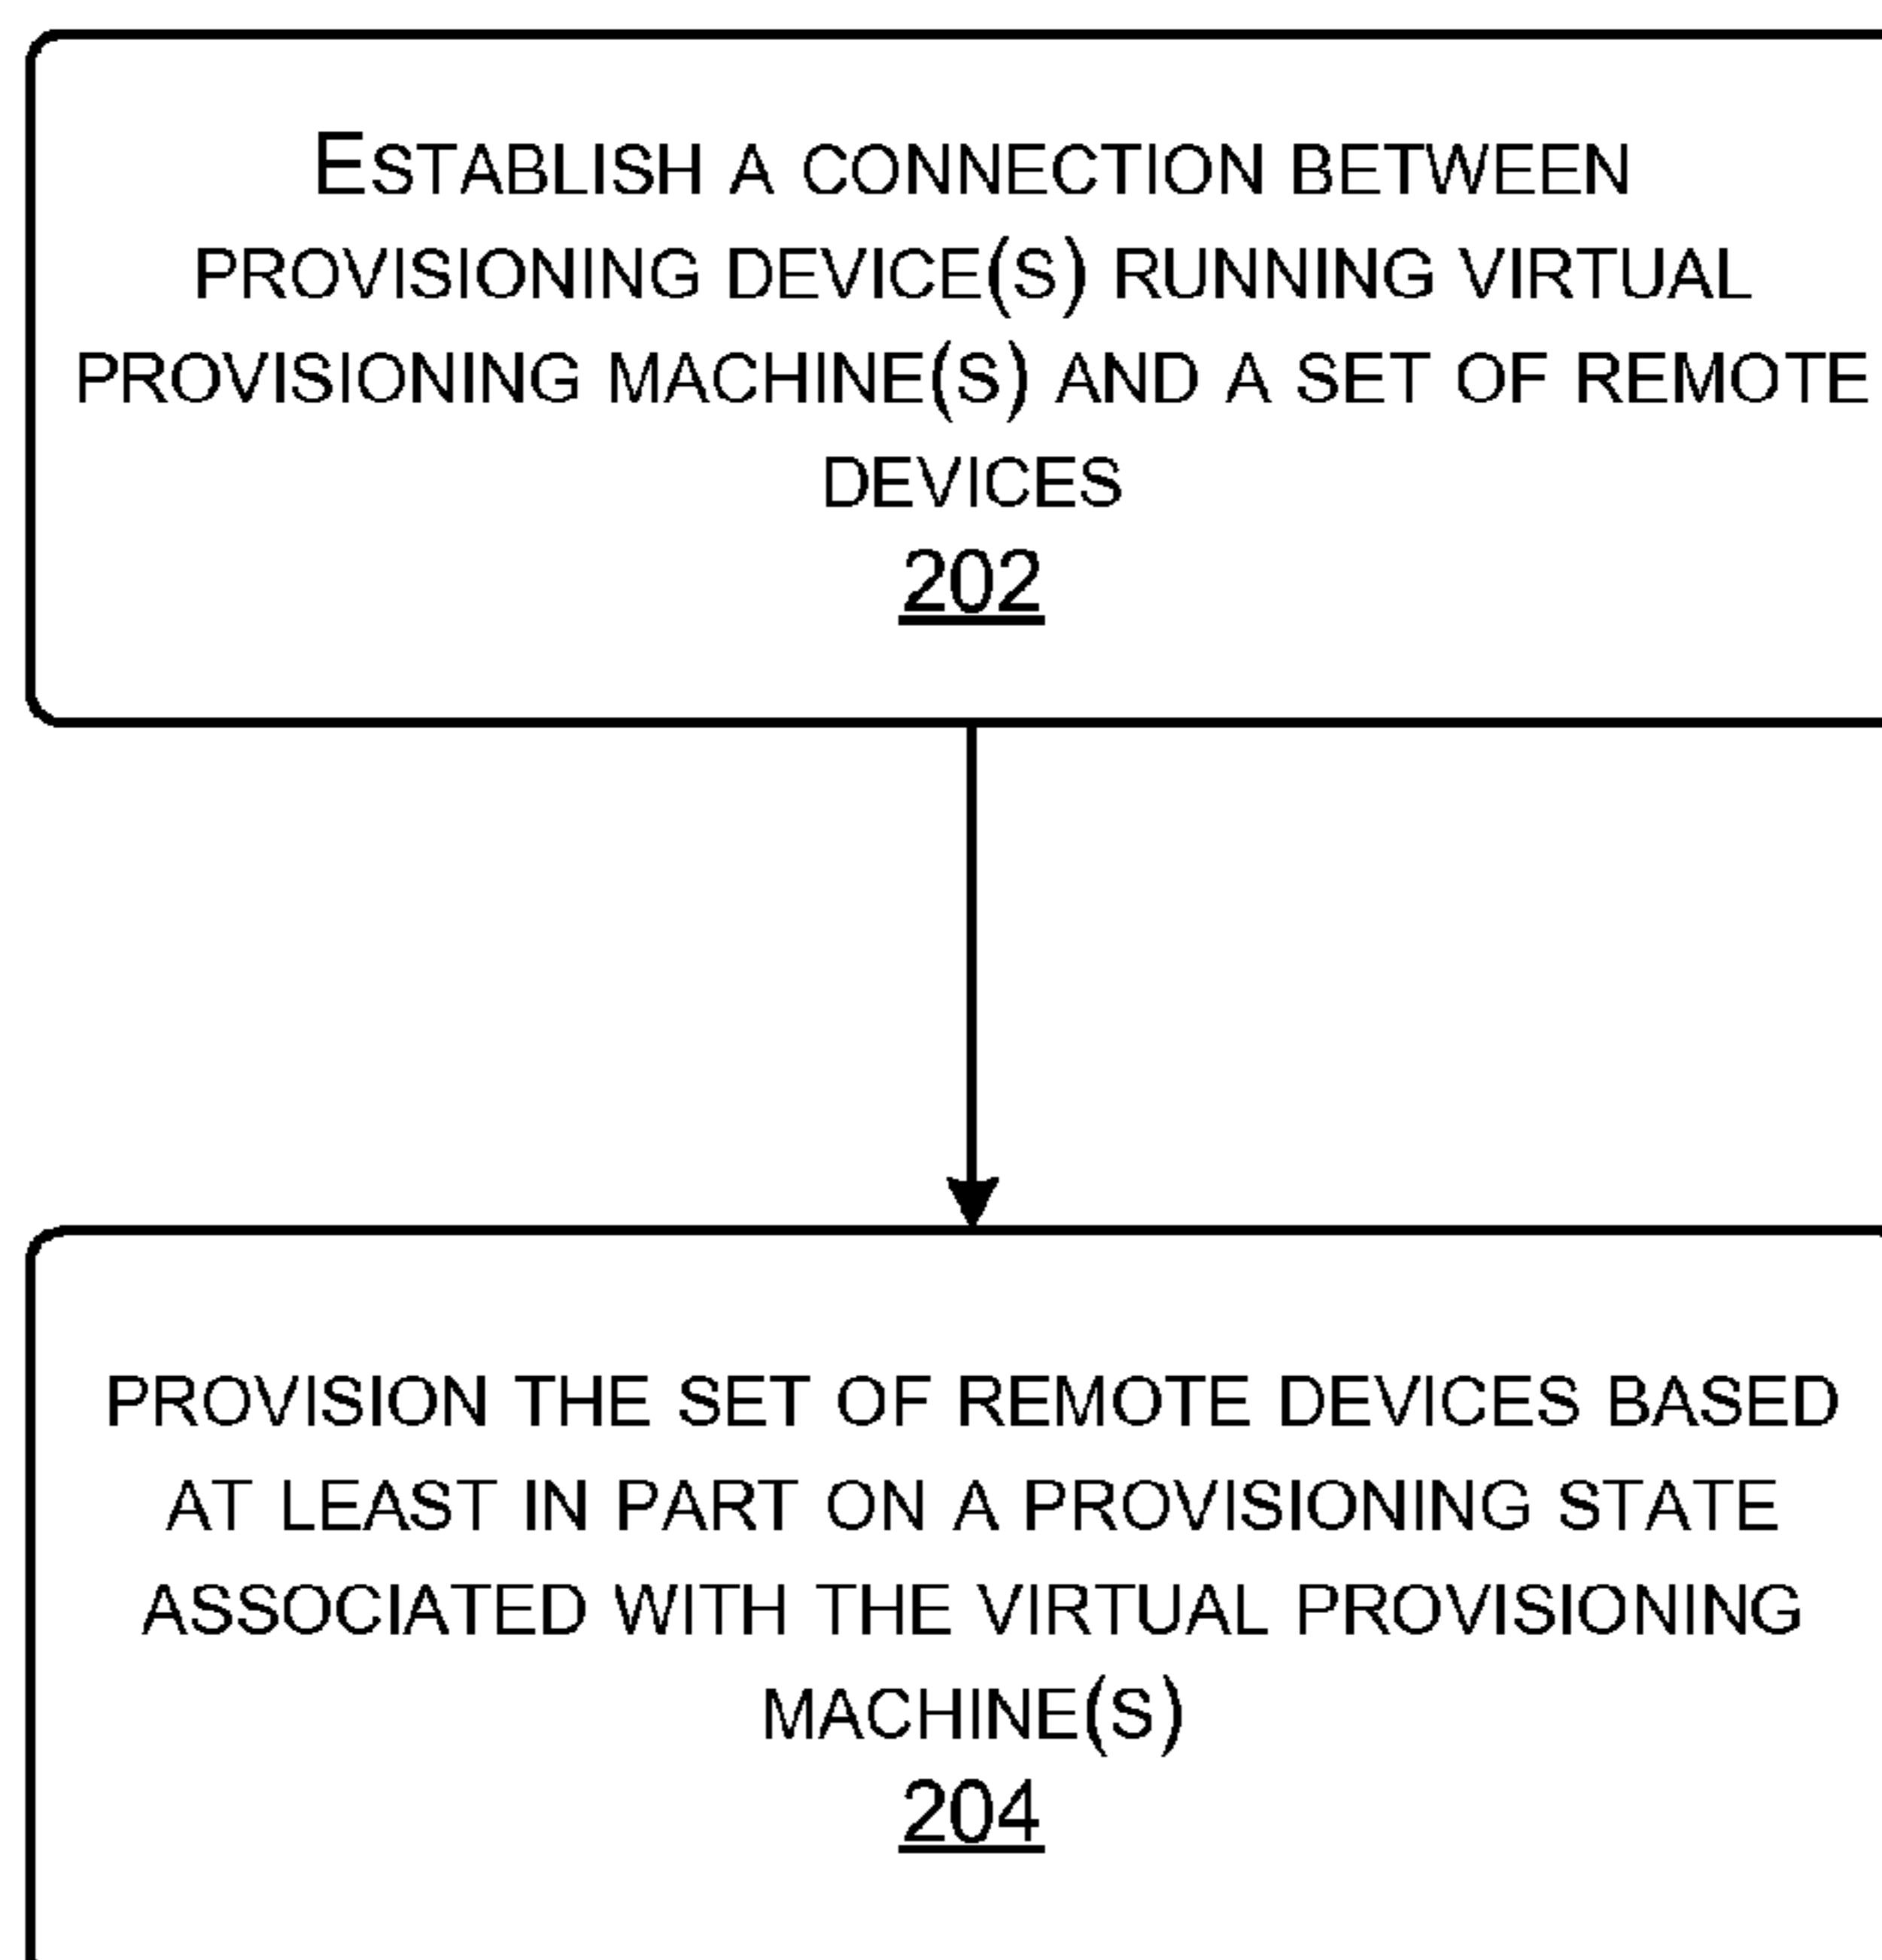 ESTABLISH A CONNECTION BETWEEN
PROVISIONING DEVICE(S) RUNNING VIRTUAL
PROVISIONING MACHINE(S) AND A SET OF REMOTE
DEVICES
202
PROVISION THE SET OF REMOTE DEVICES BASED
AT LEAST IN PART ON A PROVISIONING STATE
ASSOCIATED WITH THE VIRTUAL PROVISIONING
MACHINE(S)
204